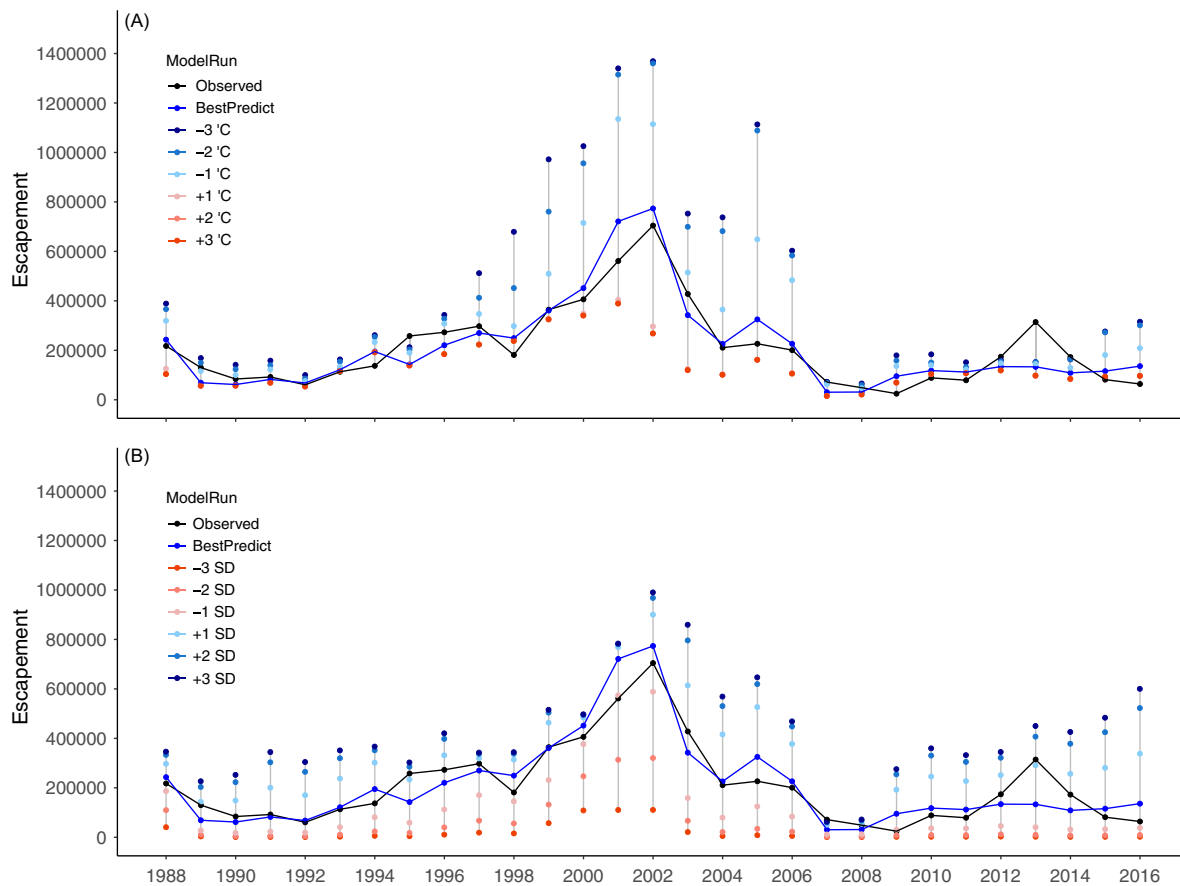 (A)
1400000
1200000
1000000
800000
600000
400000
200000
0
Escapement
ModelRun
Observed
BestPredict
−3 'C
−2 'C
−1 'C
+1 'C
+2 'C
+3 'C
(B)
1400000
1200000
1000000
800000
600000
400000
200000
0
Escapement
ModelRun
Observed
BestPredict
−3 SD
−2 SD
−1 SD
+1 SD
+2 SD
+3 SD
1988 1990 1992 1994 1996 1998 2000 2002 2004 2006 2008 2010 2012 2014 2016